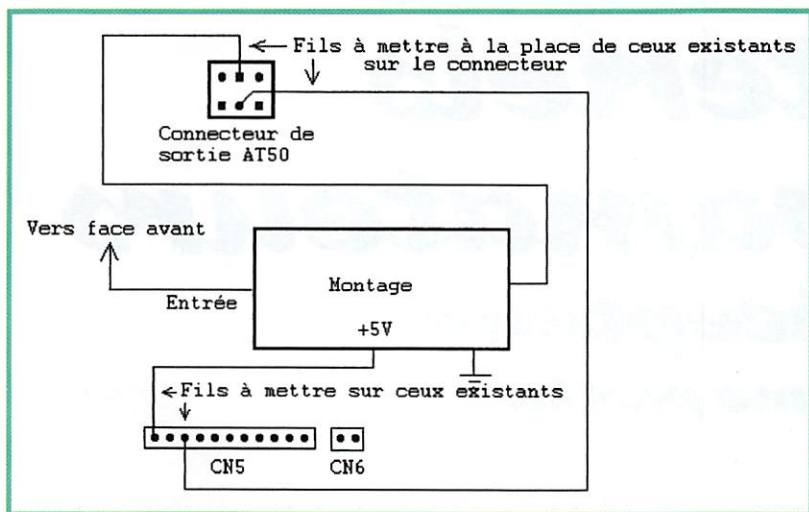 Fils à mettre à la place de ceux existants
sur le connecteur
Connecteur de
sortie AT50
Vers face avant
Montage
Entrée
+5V
Fils à mettre sur ceux existants
CN5
CN6